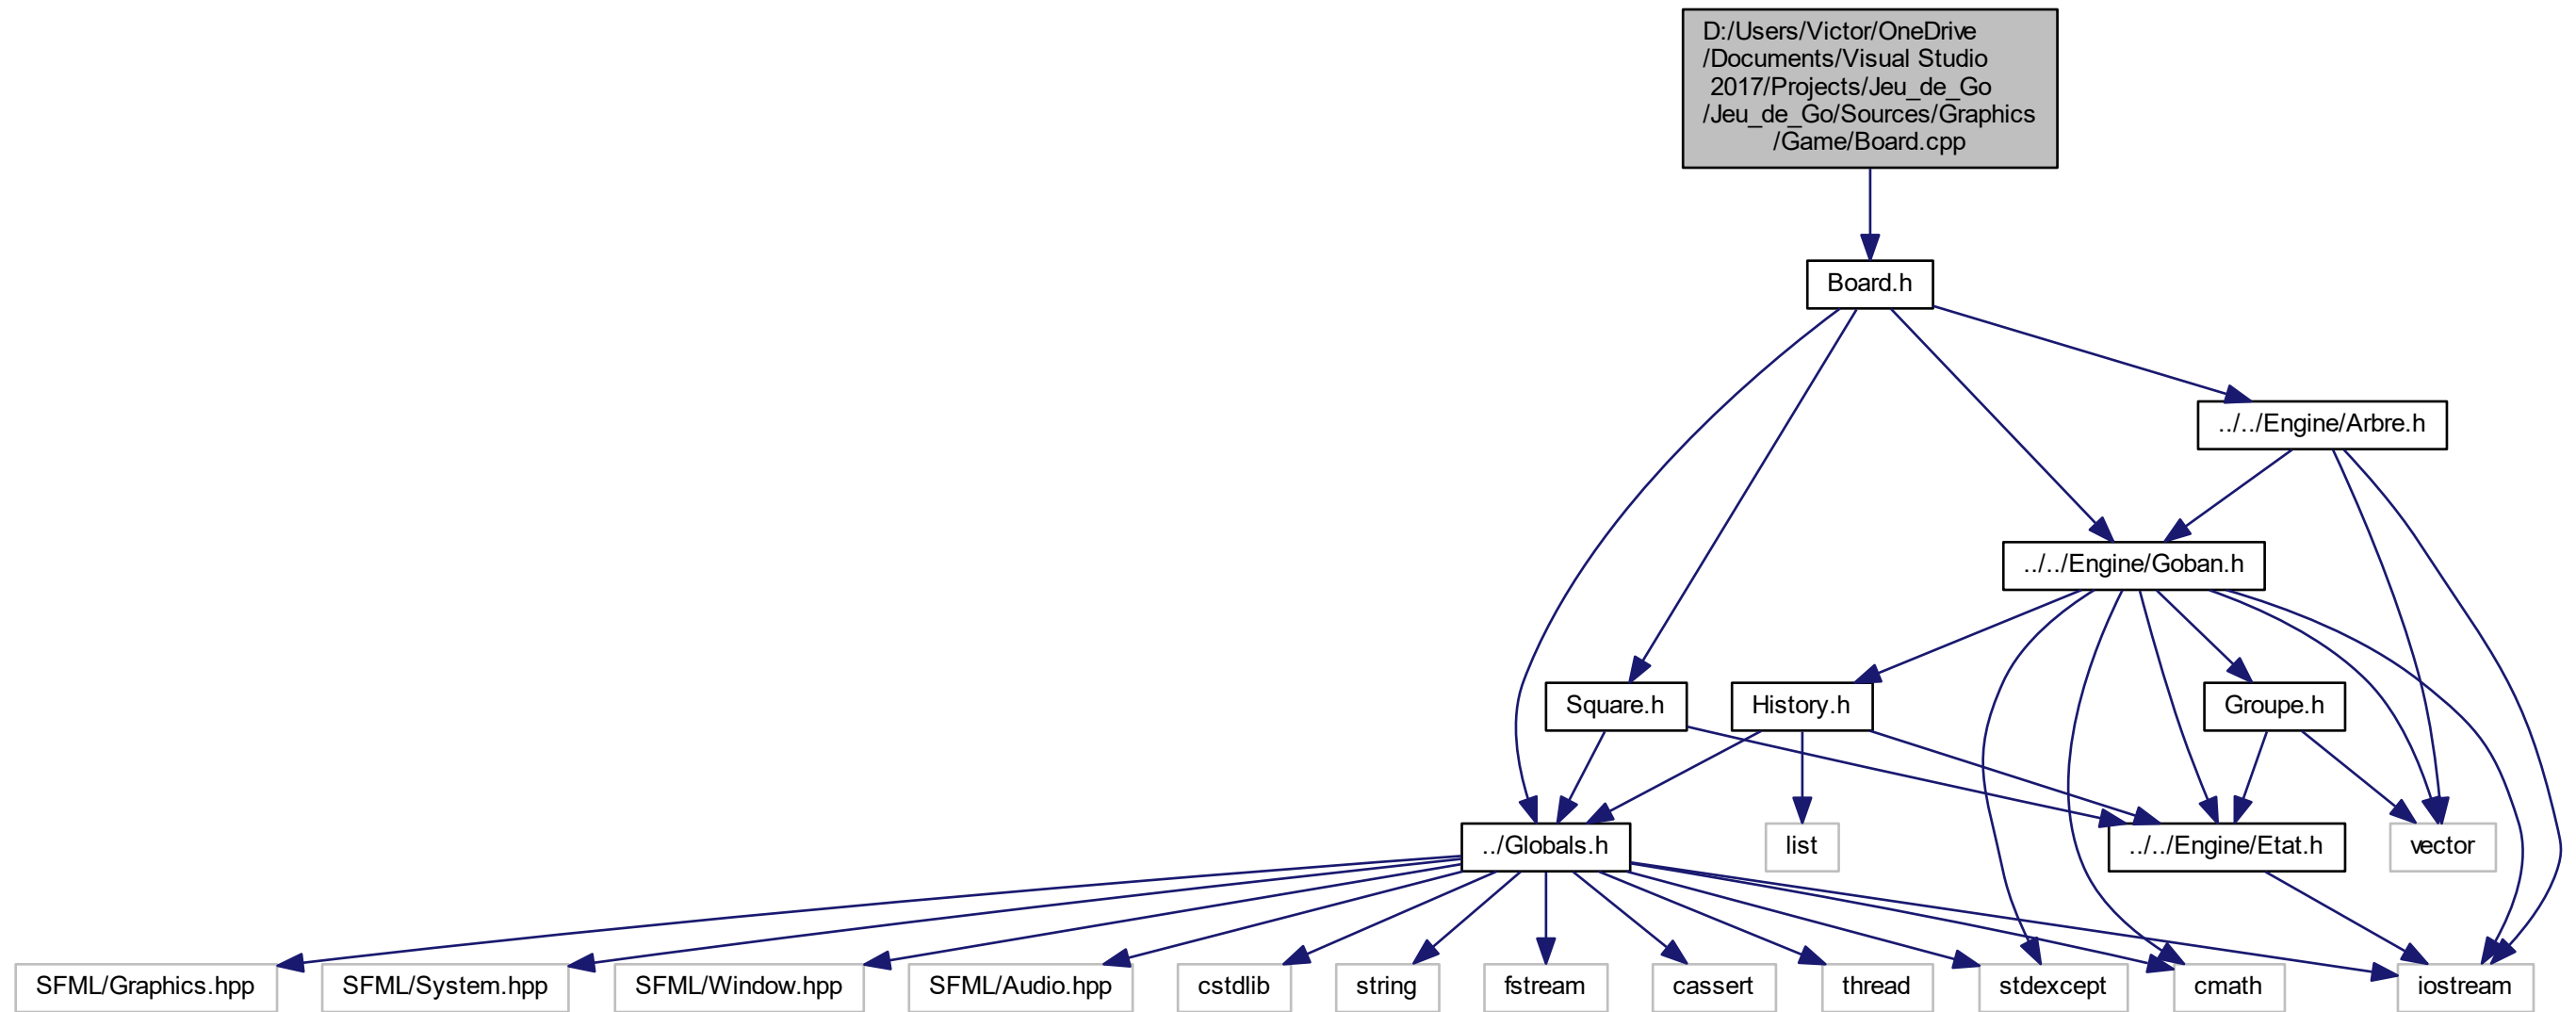 D:/Users/Victor/OneDrive
/Documents/Visual Studio
2017/Projects/Jeu_de_Go
/Jeu_de_Go/Sources/Graphics
/Game/Board.cpp
Board.h
../../Engine/Arbre.h
../../Engine/Goban.h
Square.h
History.h
Groupe.h
../Globals.h
list
../../Engine/Etat.h
vector
SFML/Graphics.hpp
SFML/System.hpp
SFML/Window.hpp
SFML/Audio.hpp
cstdlib
string
fstream
cassert
thread
stdexcept
cmath
iostream